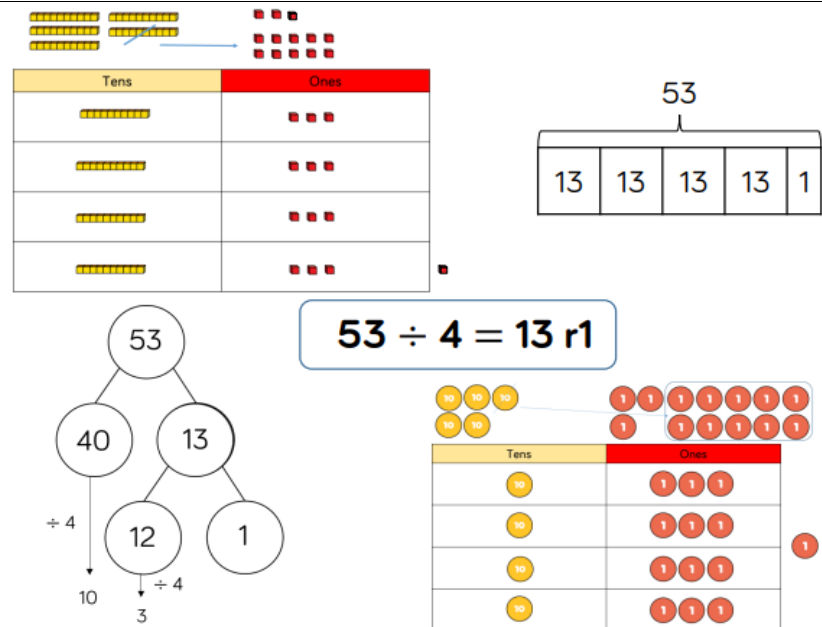 Tens Ones
53
13 13 13 13 1
53 ÷ 4 = 13 r1
53
40 13
÷ 4
12 1
÷ 4
10
3
10 10 10 1 1 1 1 1 1 1
10 10 1 1 1 1 1 1
Tens Ones
10 1 1 1
10 1 1 1
1
10 1 1 1
10 1 1 1